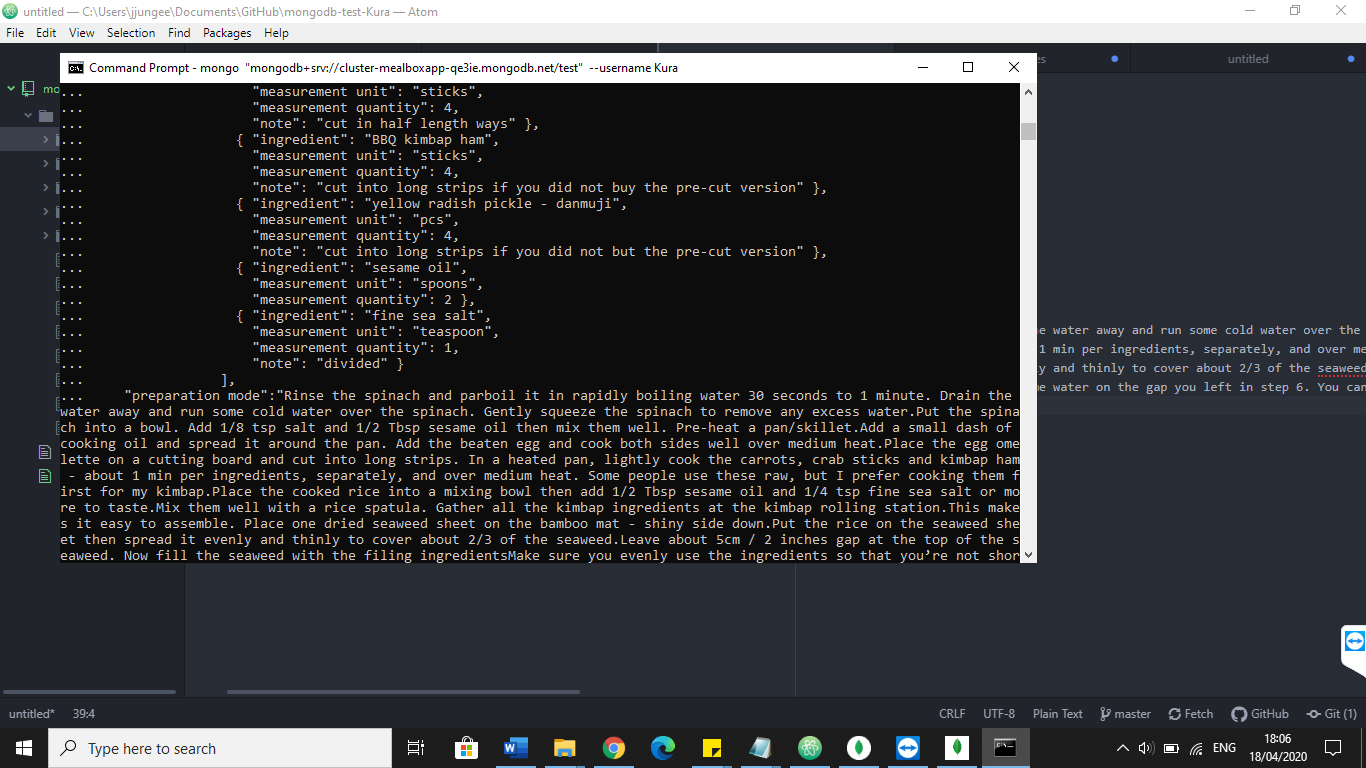 untitled — C:\Users\jjungee\Documents\GitHub\mongodb-test-Kura — Atom
File Edit View Selection Find Packages Help
Command Prompt - mongo "mongodb+srv://cluster-mealboxapp-qe3ie.mongodb.net/test" --username Kura
untitled
... "measurement unit": "sticks",
... "measurement quantity": 4,
... "note": "cut in half length ways" },
... { "ingredient": "BBQ kimbap ham",
... "measurement unit": "sticks",
... "measurement quantity": 4,
... "note": "cut into long strips if you did not buy the pre-cut version" },
... { "ingredient": "yellow radish pickle - danmuji",
... "measurement unit": "pcs",
... "measurement quantity": 4,
... "note": "cut into long strips if you did not but the pre-cut version" },
... { "ingredient": "sesame oil",
... "measurement unit": "spoons",
... "measurement quantity": 2 },
... { "ingredient": "fine sea salt",
... "measurement unit": "teaspoon",
... "measurement quantity": 1,
... "note": "divided" }
... ],
... "preparation mode":"Rinse the spinach and parboil it in rapidly boiling water 30 seconds to 1 minute. Drain the
water away and run some cold water over the spinach. Gently squeeze the spinach to remove any excess water.Put the spina
ch into a bowl. Add 1/8 tsp salt and 1/2 Tbsp sesame oil then mix them well. Pre-heat a pan/skillet.Add a small dash of
cooking oil and spread it around the pan. Add the beaten egg and cook both sides well over medium heat.Place the egg ome
lette on a cutting board and cut into long strips. In a heated pan, lightly cook the carrots, crab sticks and kimbap ham
- about 1 min per ingredients, separately, and over medium heat. Some people use these raw, but I prefer cooking them f
irst for my kimbap.Place the cooked rice into a mixing bowl then add 1/2 Tbsp sesame oil and 1/4 tsp fine sea salt or mo
re to taste.Mix them well with a rice spatula. Gather all the kimbap ingredients at the kimbap rolling station.This make
s it easy to assemble. Place one dried seaweed sheet on the bamboo mat - shiny side down.Put the rice on the seaweed she
et then spread it evenly and thinly to cover about 2/3 of the seaweed.Leave about 5cm / 2 inches gap at the top of the s
eaweed. Now fill the seaweed with the filing ingredientsMake sure you evenly use the ingredients so that you’re not shor
water away and run some cold water over the
1 min per ingredients, separately, and over me
y and thinly to cover about 2/3 of the seaweed
e water on the gap you left in step 6. You can
untitled* 39:4 CRLF UTF-8 Plain Text master Fetch GitHub Git (1)
Type here to search
ENG
18:06
18/04/2020